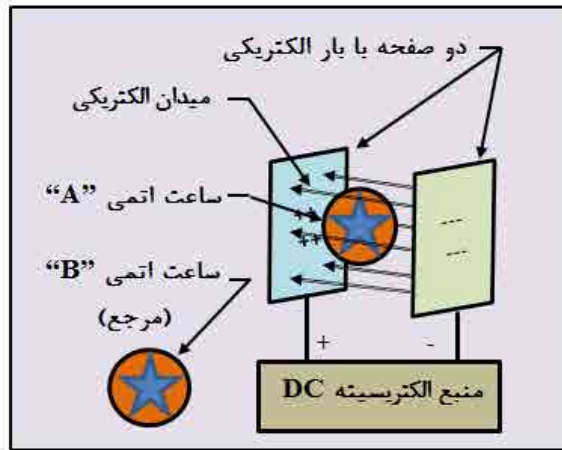 دو صفحه با بار الکتریکی
میدان الکتریکی
ساعت اتمی “A”
++
++
---
---
ساعت اتمی “B”
(مرجع)
+ -
منبع الکتریسیته DC